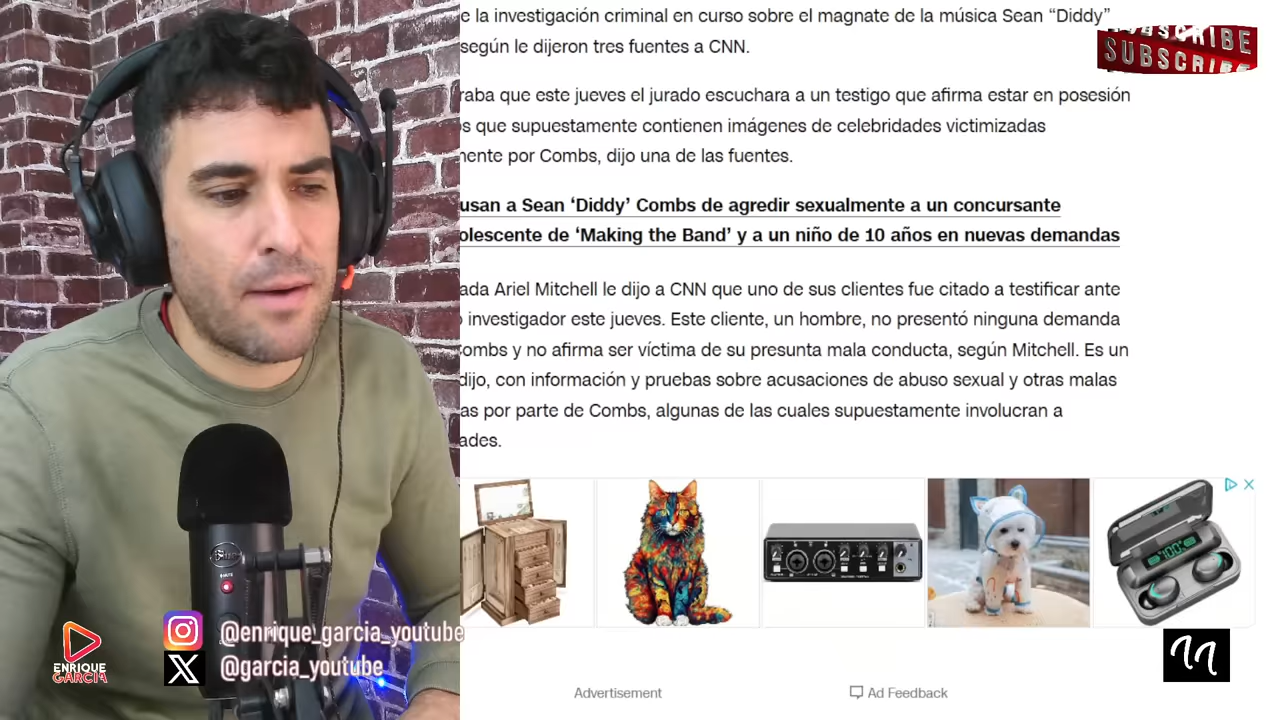 e la investigación criminal en curso sobre el magnate de la música Sean “Diddy”
según le dijeron tres fuentes a CNN.
SUBSCRIBE
SUBSCRIBE
raba que este jueves el jurado escuchara a un testigo que afirma estar en posesión
s que supuestamente contienen imágenes de celebridades victimizadas
mente por Combs, dijo una de las fuentes.
usan a Sean ‘Diddy’ Combs de agredir sexualmente a un concursante
olescente de ‘Making the Band’ y a un niño de 10 años en nuevas demandas
ada Ariel Mitchell le dijo a CNN que uno de sus clientes fue citado a testificar ante
o investigador este jueves. Este cliente, un hombre, no presentó ninguna demanda
Combs y no afirma ser víctima de su presunta mala conducta, según Mitchell. Es un
dijo, con información y pruebas sobre acusaciones de abuso sexual y otras malas
as por parte de Combs, algunas de las cuales supuestamente involucran a
ades.
100
MUTE
@enrique_garcia_youtube
@garcia_youtube
ENRIQUE
GARCIA
Advertisement
Ad Feedback